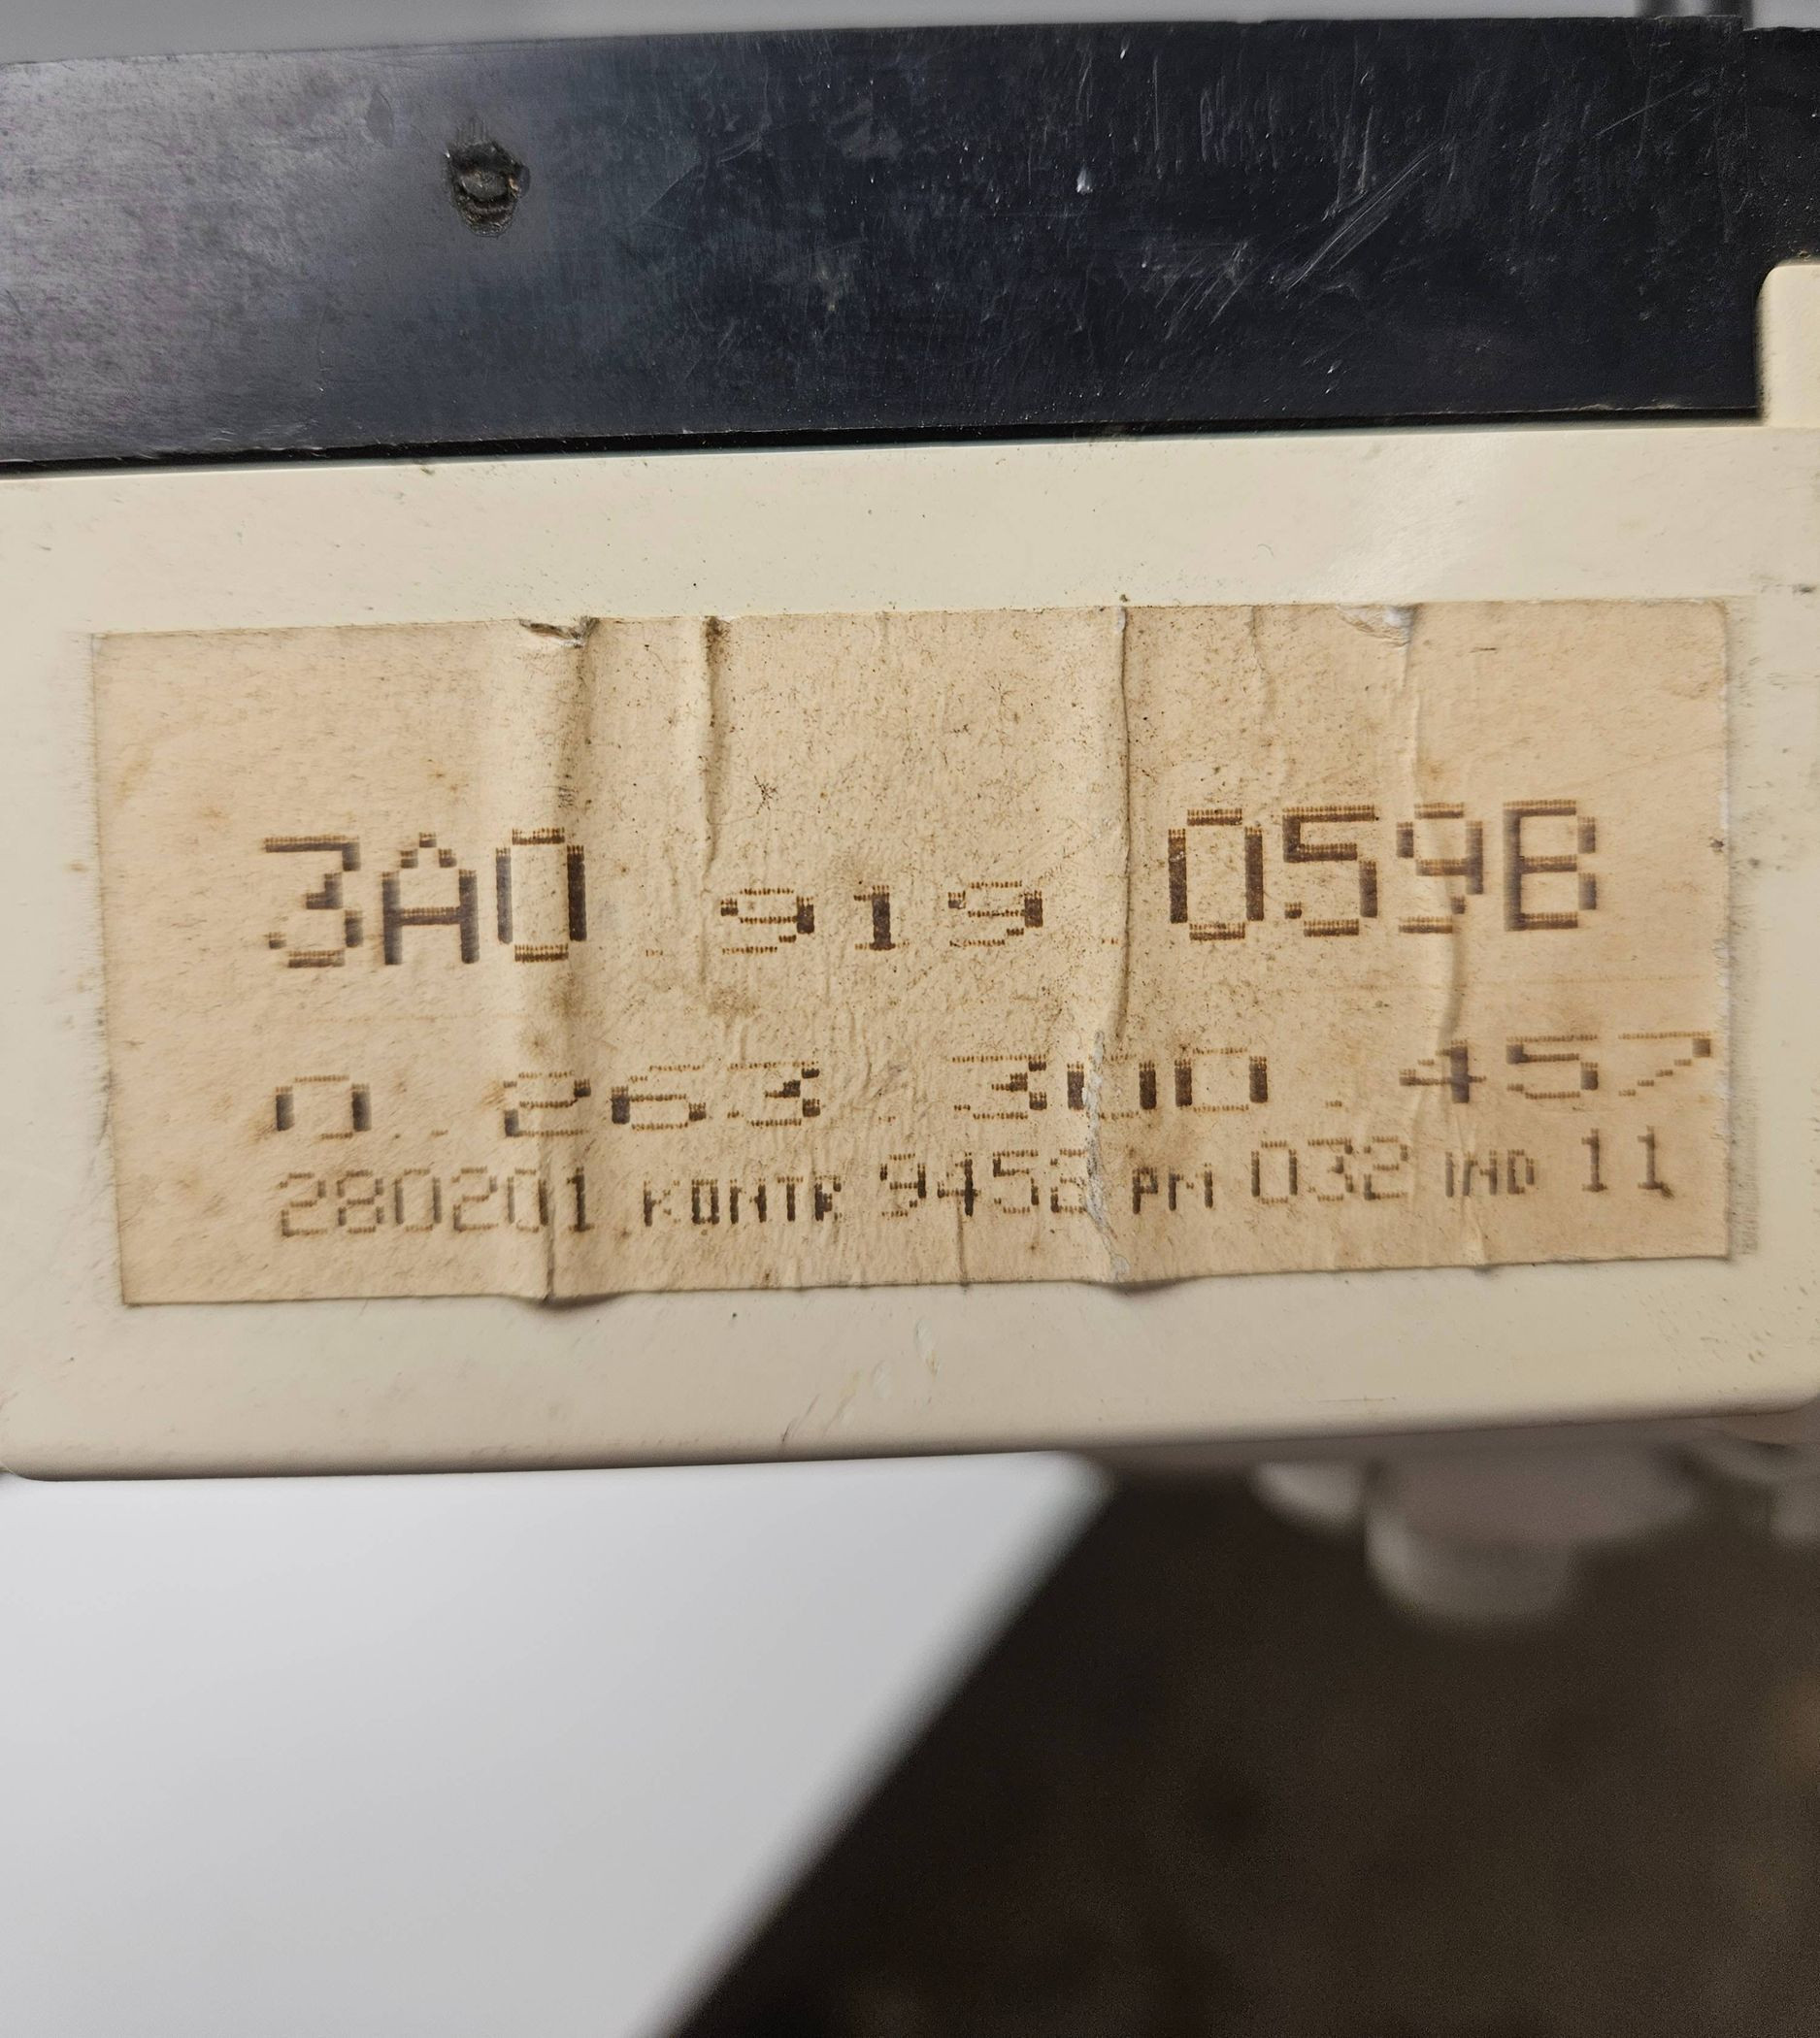 3A0.919.059B
0.263.300.457
280201 KONTR 9458 PM 032 IND 11